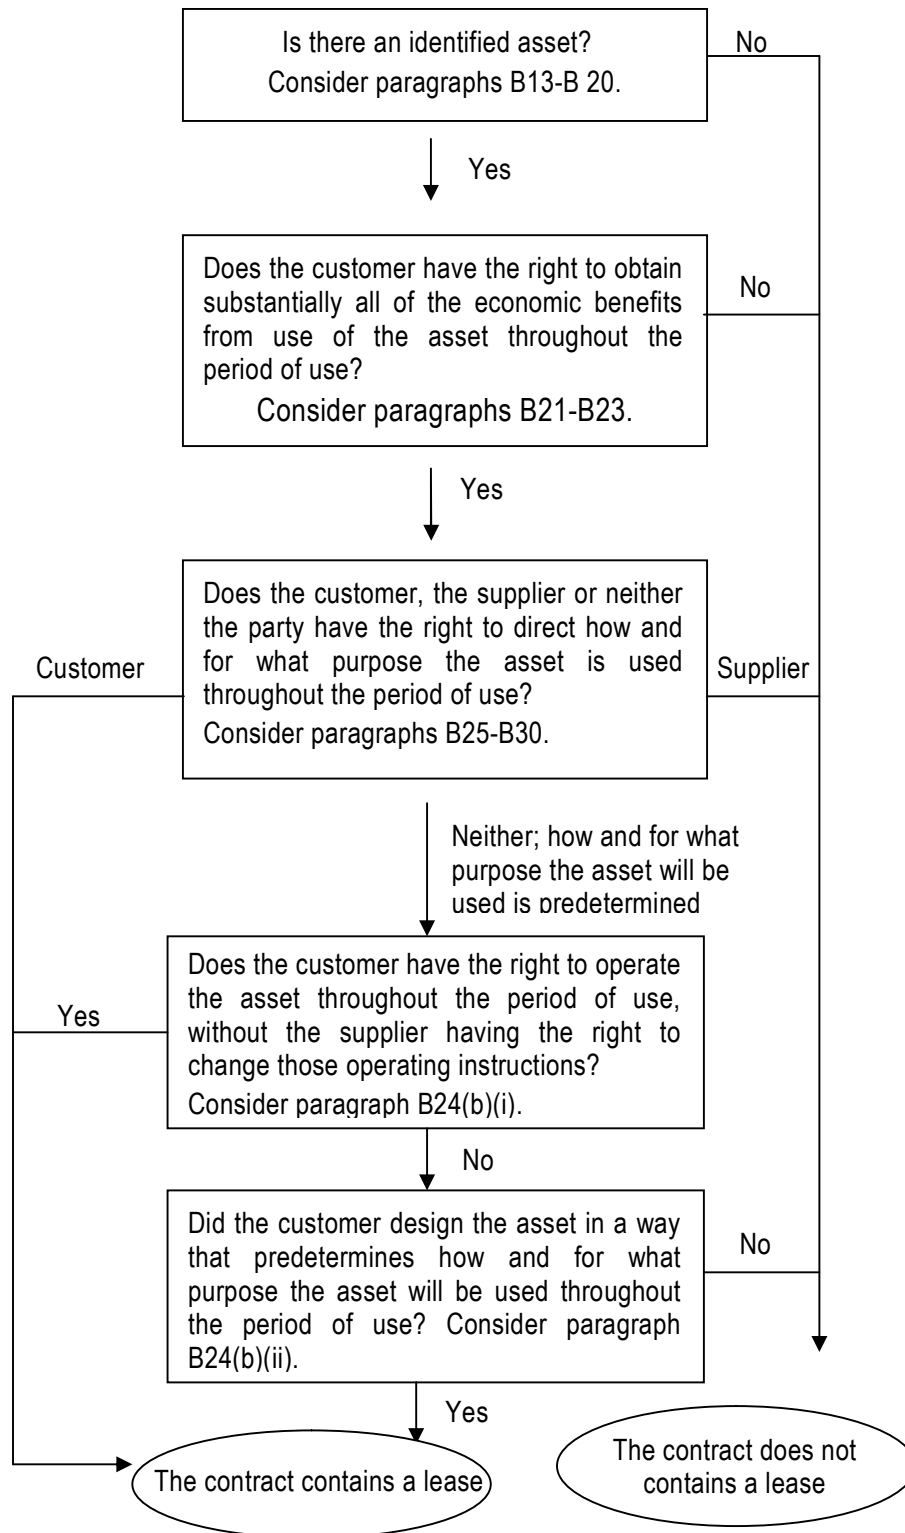 Is there an identified asset?
No
Consider paragraphs B13-B 20.
Yes
Does the customer have the right to obtain
substantially all of the economic benefits
from use of the asset throughout the
period of use?
No
Consider paragraphs B21-B23.
Yes
Does the customer, the supplier or neither
the party have the right to direct how and
for what purpose the asset is used
throughout the period of use?
Consider paragraphs B25-B30.
Customer
Supplier
Neither; how and for what
purpose the asset will be
used is predetermined
Does the customer have the right to operate
the asset throughout the period of use,
without the supplier having the right to
change those operating instructions?
Consider paragraph B24(b)(i).
Yes
No
Did the customer design the asset in a way
that predetermines how and for what
purpose the asset will be used throughout
the period of use? Consider paragraph
B24(b)(ii).
No
Yes
The contract contains a lease
The contract does not
contains a lease